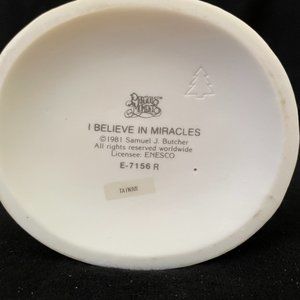 Precious
Moments
I BELIEVE IN MIRACLES
©1981 Samuel J. Butcher
All rights reserved worldwide
Licensee: ENESCO
E-7156 R
TAIWAN